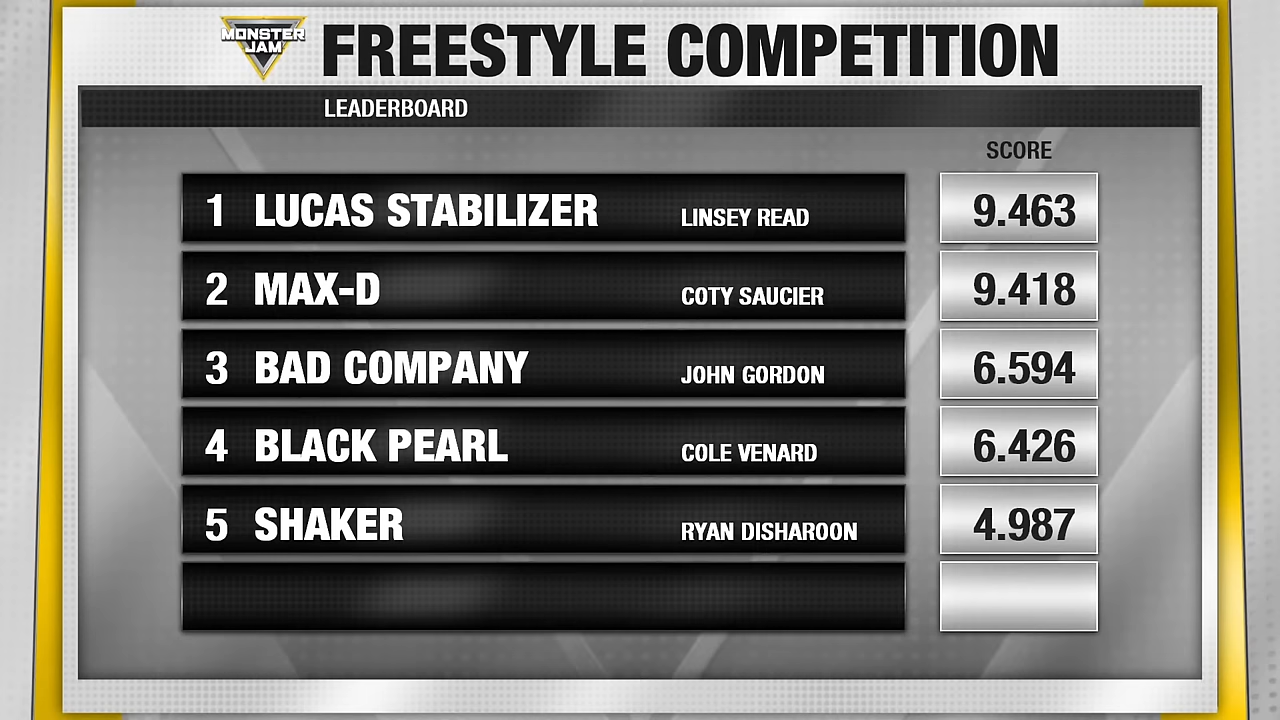 MONSTER JAM FREESTYLE COMPETITION
LEADERBOARD
SCORE
1 LUCAS STABILIZER LINSEY READ 9.463
2 MAX-D COTY SAUCIER 9.418
3 BAD COMPANY JOHN GORDON 6.594
4 BLACK PEARL COLE VENARD 6.426
5 SHAKER RYAN DISHAROON 4.987